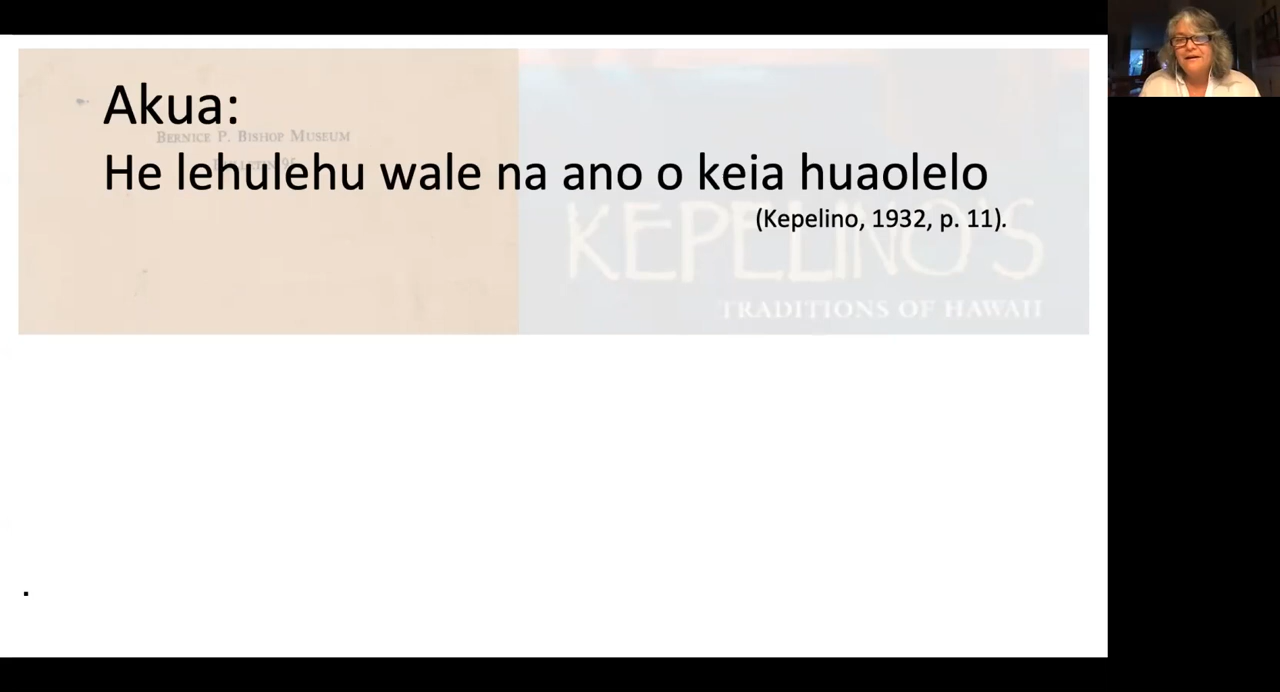 Akua:
BERNICE P. BISHOP MUSEUM
He lehulehu wale na ano o keia huaolelo
(Kepelino, 1932, p. 11).
KEPELINO'S
TRADITIONS OF HAWAII
.